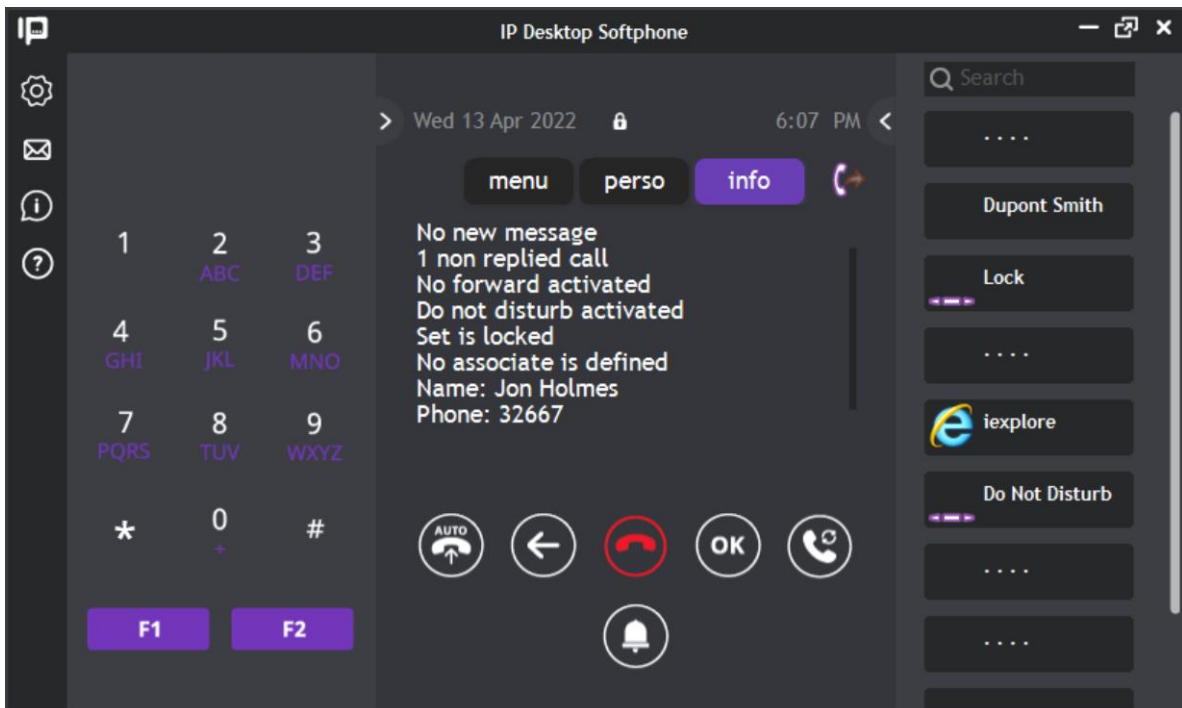 IP
IP Desktop Softphone
Search
Wed 13 Apr 2022 6:07 PM
menu perso info
No new message
1 non replied call
No forward activated
Do not disturb activated
Set is locked
No associate is defined
Name: Jon Holmes
Phone: 32667
1 2 3
ABC DEF
4 5 6
GHI JKL MNO
7 8 9
PQRS TUV WXYZ
* 0 #
+
F1 F2
AUTO
OK
. . . .
Dupont Smith
Lock
. . . .
iexplore
Do Not Disturb
. . . .
. . . .